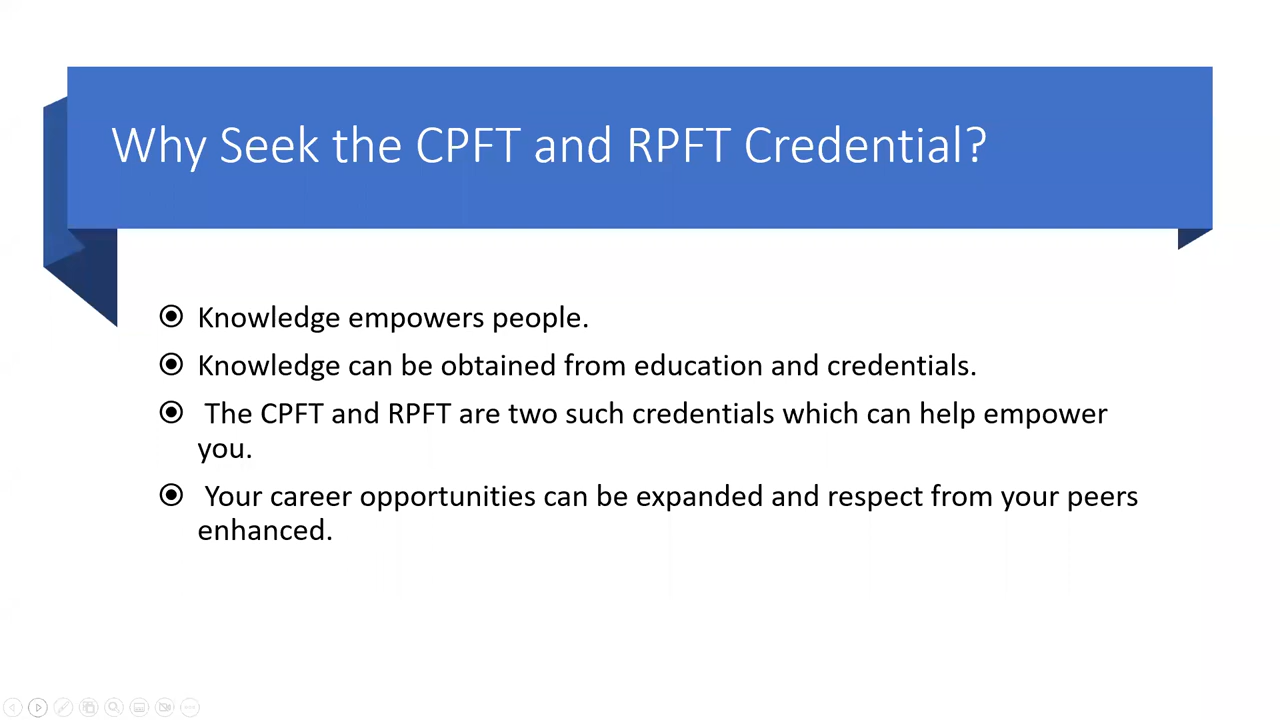 Why Seek the CPFT and RPFT Credential?
Knowledge empowers people.
Knowledge can be obtained from education and credentials.
The CPFT and RPFT are two such credentials which can help empower
you.
Your career opportunities can be expanded and respect from your peers
enhanced.